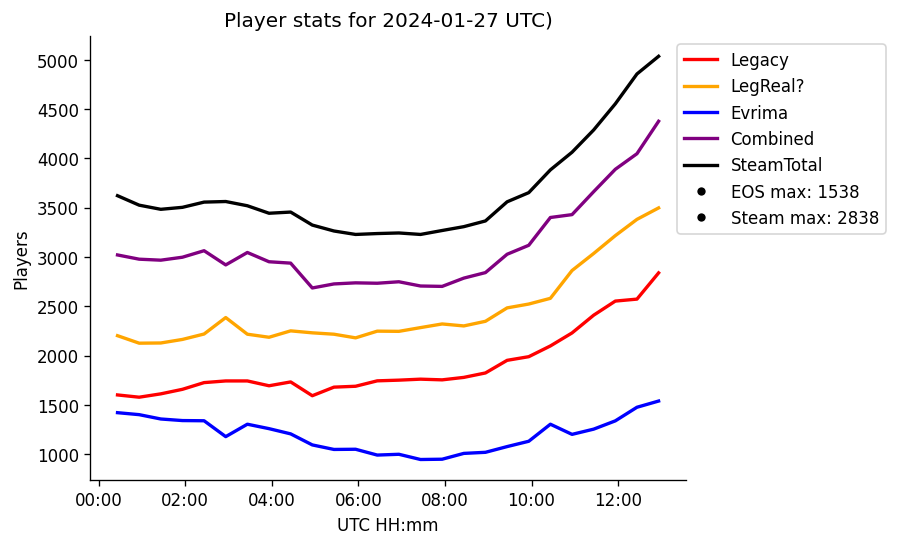 Player stats for 2024-01-27 UTC)
Players
5000
4500
4000
3500
3000
2500
2000
1500
1000
00:00 02:00 04:00 06:00 08:00 10:00 12:00
UTC HH:mm
Legacy
LegReal?
Evrima
Combined
SteamTotal
EOS max: 1538
Steam max: 2838